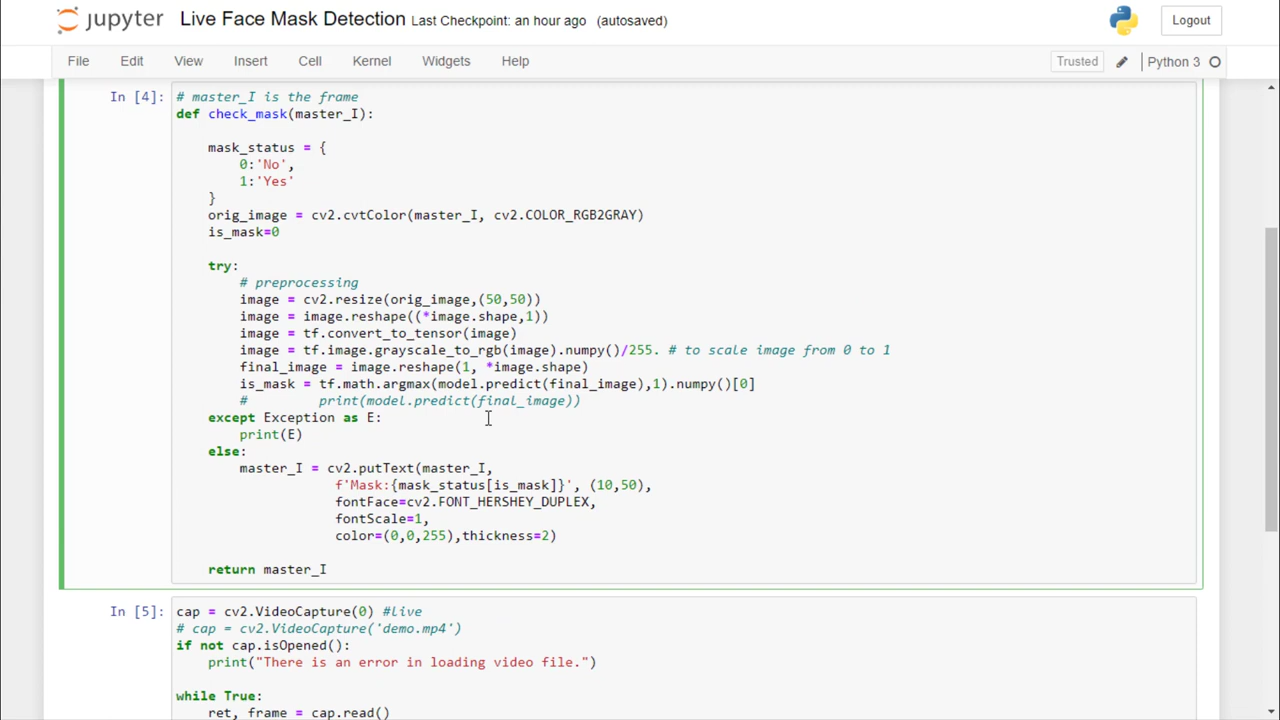 jupyter Live Face Mask Detection Last Checkpoint: an hour ago (autosaved) Logout
File Edit View Insert Cell Kernel Widgets Help Trusted Python 3
In [4]: # master_I is the frame
def check_mask(master_I):
mask_status = {
0:'No',
1:'Yes'
}
orig_image = cv2.cvtColor(master_I, cv2.COLOR_RGB2GRAY)
is_mask=0
try:
# preprocessing
image = cv2.resize(orig_image,(50,50))
image = image.reshape((*image.shape,1))
image = tf.convert_to_tensor(image)
image = tf.image.grayscale_to_rgb(image).numpy()/255. # to scale image from 0 to 1
final_image = image.reshape(1, *image.shape)
is_mask = tf.math.argmax(model.predict(final_image),1).numpy()[0]
# print(model.predict(final_image))
except Exception as E:
print(E)
else:
master_I = cv2.putText(master_I,
f'Mask:{mask_status[is_mask]}', (10,50),
fontFace=cv2.FONT_HERSHEY_DUPLEX,
fontScale=1,
color=(0,0,255),thickness=2)
return master_I
In [5]: cap = cv2.VideoCapture(0) #live
# cap = cv2.VideoCapture('demo.mp4')
if not cap.isOpened():
print("There is an error in loading video file.")
while True:
ret, frame = cap.read()